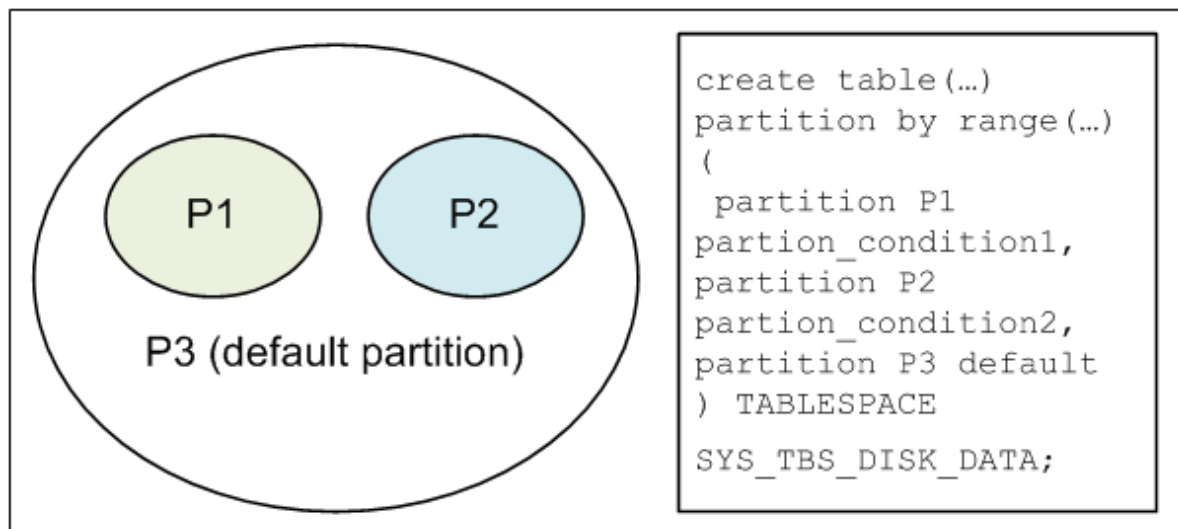 P1
P2
P3 (default partition)
create table(…)
partition by range(…)
(
partition P1
partion_condition1,
partition P2
partion_condition2,
partition P3 default
) TABLESPACE
SYS_TBS_DISK_DATA;